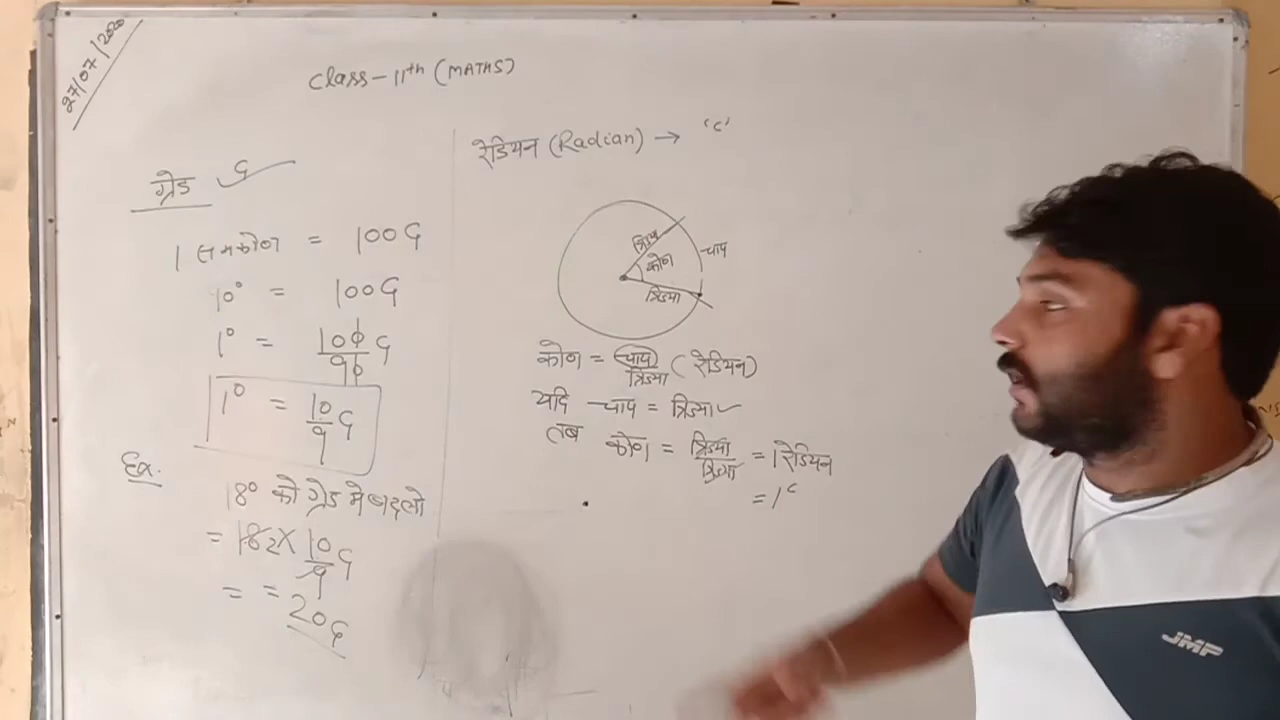 27/07/2020
Class-11th (MATHS)
ग्रेड G
1 समकोण = 100G
90° = 100G
1° = 100/90 G
1° = 10/9 G
Ex.
18° को ग्रेड मे बदलो
= 182 × 10/9 G
= = 20G
रेडियन (Radian) → 'c'
त्रिज्या
कोण
चाप
त्रिज्या
कोण = चाप/त्रिज्या (रेडियन)
यदि चाप = त्रिज्या
तब कोण = त्रिज्या/त्रिज्या = 1 रेडियन
= 1ᶜ
JMP